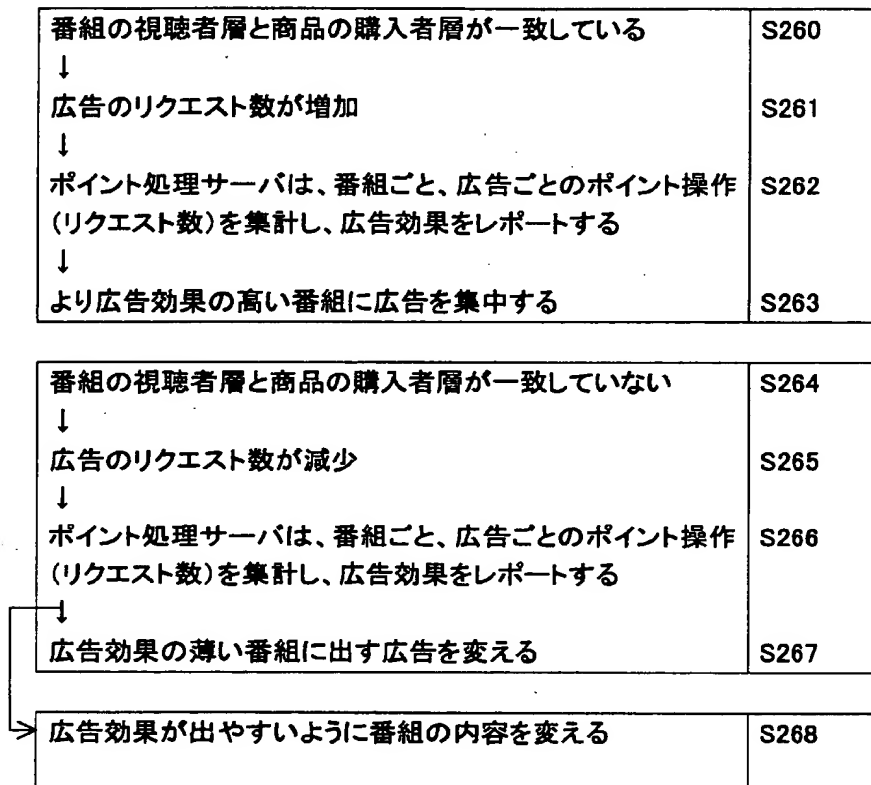 番組の視聴者層と商品の購入者層が一致している S260
↓
広告のリクエスト数が増加 S261
↓
ポイント処理サーバは、番組ごと、広告ごとのポイント操作 S262
(リクエスト数)を集計し、広告効果をレポートする
↓
より広告効果の高い番組に広告を集中する S263
番組の視聴者層と商品の購入者層が一致していない S264
↓
広告のリクエスト数が減少 S265
↓
ポイント処理サーバは、番組ごと、広告ごとのポイント操作 S266
(リクエスト数)を集計し、広告効果をレポートする
↓
広告効果の薄い番組に出す広告を変える S267
広告効果が出やすいように番組の内容を変える S268